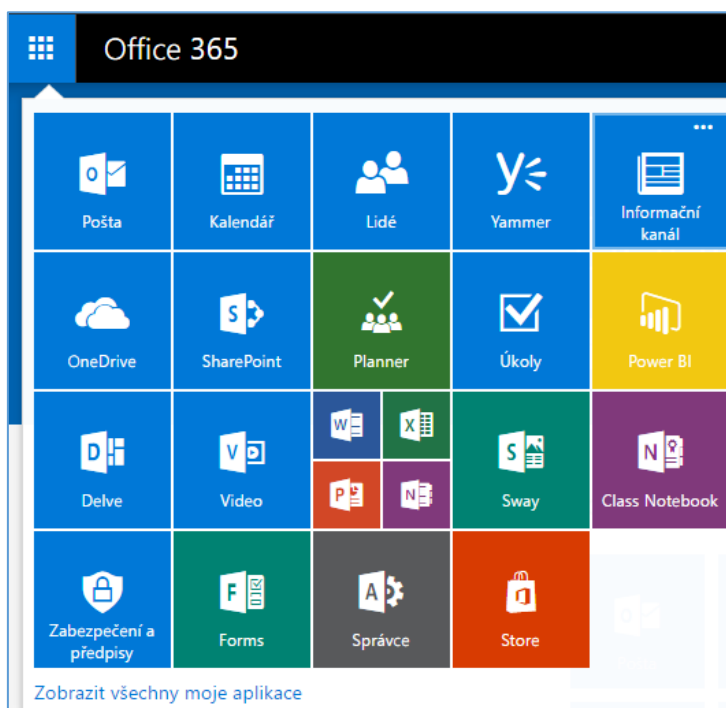 Office 365
Pošta
Kalendář
Lidé
Yammer
Informační
kanál
OneDrive
SharePoint
Planner
Úkoly
Power BI
Delve
Video
Sway
Class Notebook
Zabezpečení a
předpisy
Forms
Správce
Store
Zobrazit všechny moje aplikace